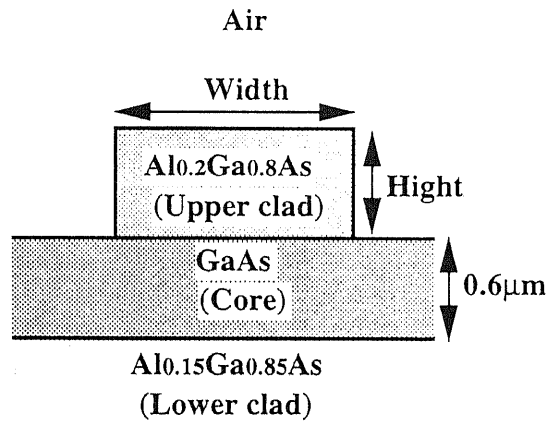 Air
Width
Al0.2Ga0.8As
(Upper clad)
Hight
GaAs
(Core)
0.6μm
Al0.15Ga0.85As
(Lower clad)